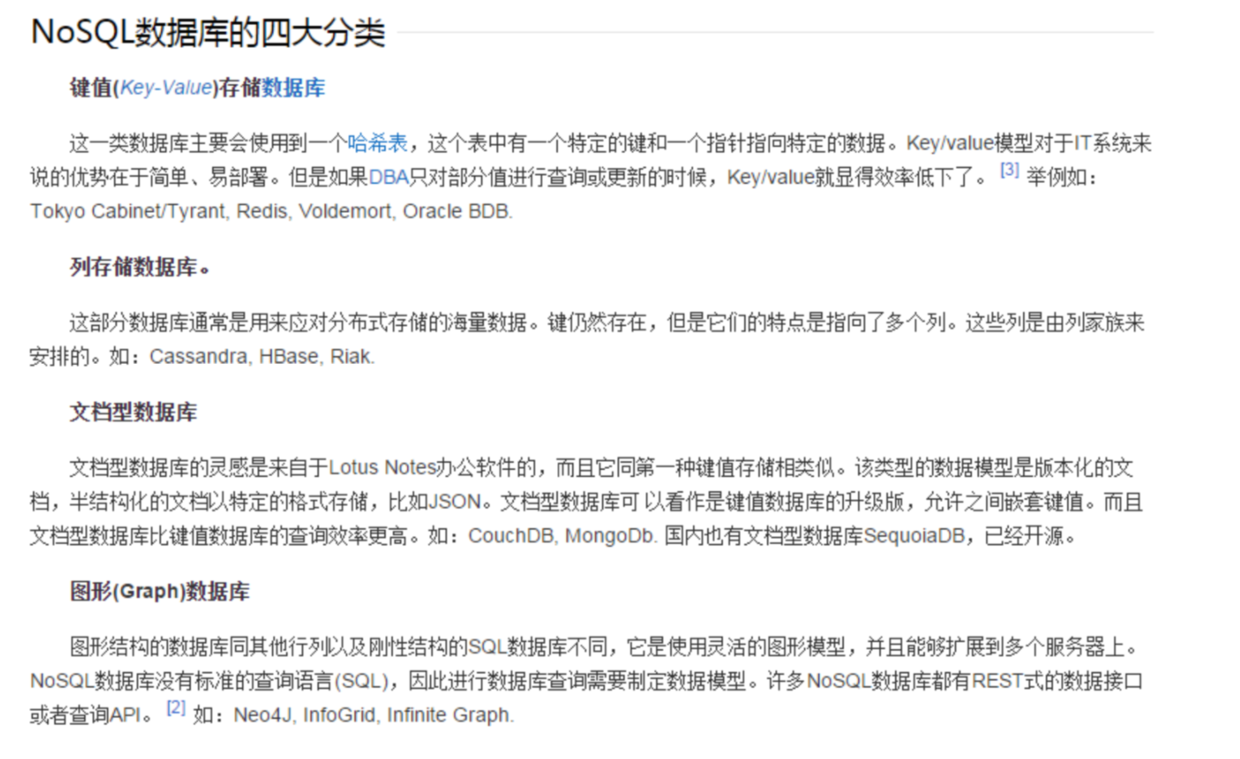 NoSQL数据库的四大分类
键值(Key-Value)存储数据库
这一类数据库主要会使用到一个哈希表，这个表中有一个特定的键和一个指针指向特定的数据。Key/value模型对于IT系统来
说的优势在于简单、易部署。但是如果DBA只对部分值进行查询或更新的时候，Key/value就显得效率低下了。[3] 举例如：
Tokyo Cabinet/Tyrant, Redis, Voldemort, Oracle BDB.
列存储数据库。
这部分数据库通常是用来应对分布式存储的海量数据。键仍然存在，但是它们的特点是指向了多个列。这些列是由列家族来
安排的。如：Cassandra, HBase, Riak.
文档型数据库
文档型数据库的灵感是来自于Lotus Notes办公软件的，而且它同第一种键值存储相类似。该类型的数据模型是版本化的文
档，半结构化的文档以特定的格式存储，比如JSON。文档型数据库可 以看作是键值数据库的升级版，允许之间嵌套键值。而且
文档型数据库比键值数据库的查询效率更高。如：CouchDB, MongoDb. 国内也有文档型数据库SequoiaDB，已经开源。
图形(Graph)数据库
图形结构的数据库同其他行列以及刚性结构的SQL数据库不同，它是使用灵活的图形模型，并且能够扩展到多个服务器上。
NoSQL数据库没有标准的查询语言(SQL)，因此进行数据库查询需要制定数据模型。许多NoSQL数据库都有REST式的数据接口
或者查询API。[2] 如：Neo4J, InfoGrid, Infinite Graph.